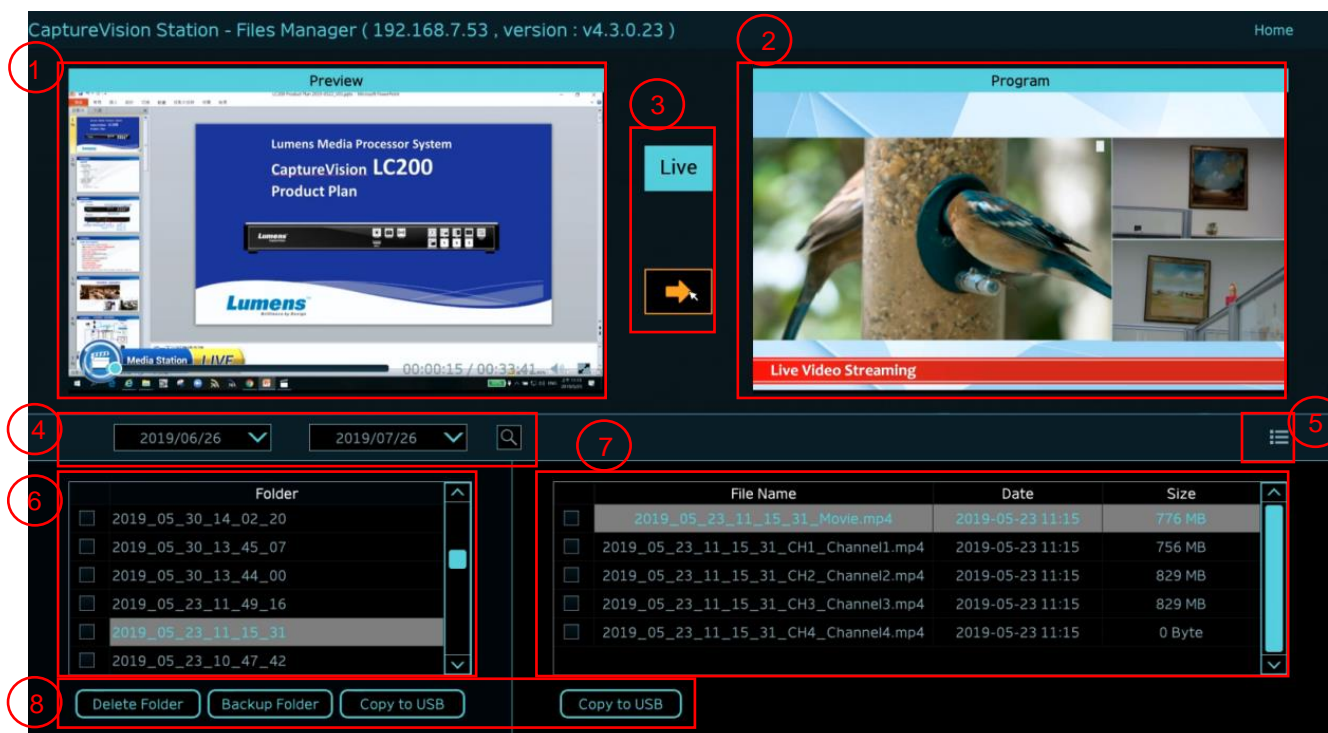 CaptureVision Station - Files Manager ( 192.168.7.53 , version : v4.3.0.23 )
Home
1
2
3
Preview
Program
Lumens Media Processor System
CaptureVision LC200
Product Plan
Lumens
Lumens
Media Station LIVE
00:00:15 / 00:33:41
Live
Live Video Streaming
4
2019/06/26
2019/07/26
7
5
6
Folder
2019_05_30_14_02_20
2019_05_30_13_45_07
2019_05_30_13_44_00
2019_05_23_11_49_16
2019_05_23_11_15_31
2019_05_23_10_47_42
File Name Date Size
2019_05_23_11_15_31_Movie.mp4 2019-05-23 11:15 776 MB
2019_05_23_11_15_31_CH1_Channel1.mp4 2019-05-23 11:15 756 MB
2019_05_23_11_15_31_CH2_Channel2.mp4 2019-05-23 11:15 829 MB
2019_05_23_11_15_31_CH3_Channel3.mp4 2019-05-23 11:15 829 MB
2019_05_23_11_15_31_CH4_Channel4.mp4 2019-05-23 11:15 0 Byte
8
Delete Folder Backup Folder Copy to USB
Copy to USB